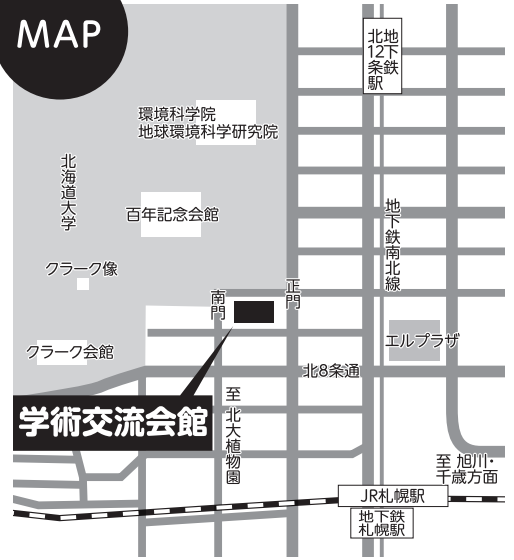 MAP
地下鉄
北12条駅
環境科学院
地球環境科学研究院
北海道大学
百年記念会館
地下鉄南北線
クラーク像
正門
南門
エルプラザ
クラーク会館
北8条通
至 北大植物園
学術交流会館
至 旭川・
千歳方面
JR札幌駅
地下鉄
札幌駅